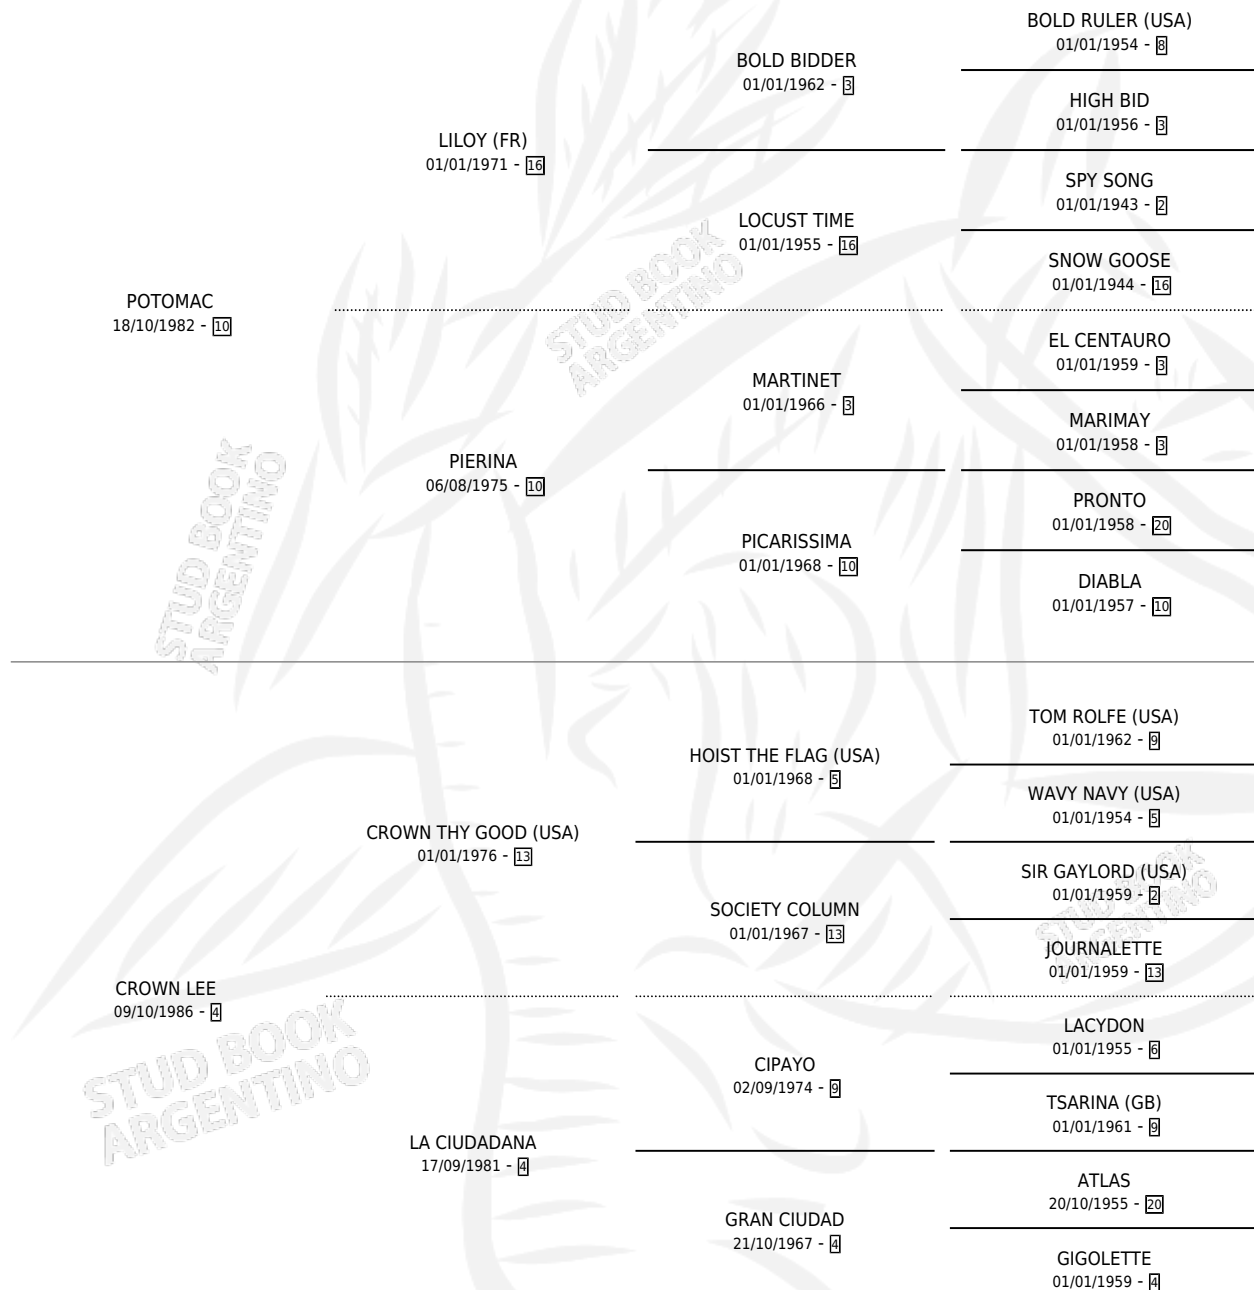 BOLD RULER (USA)
01/01/1954 - 8
BOLD BIDDER
01/01/1962 - 3
HIGH BID
01/01/1956 - 3
LILOY (FR)
01/01/1971 - 16
SPY SONG
01/01/1943 - 2
LOCUST TIME
01/01/1955 - 16
SNOW GOOSE
01/01/1944 - 16
POTOMAC
18/10/1982 - 10
STUD BOOK
ARGENTINO
EL CENTAURO
01/01/1959 - 3
MARTINET
01/01/1966 - 3
MARIMAY
01/01/1958 - 3
PIERINA
06/08/1975 - 10
PRONTO
01/01/1958 - 20
PICARISSIMA
01/01/1968 - 10
DIABLA
01/01/1957 - 10
STUD BOOK
ARGENTINO
TOM ROLFE (USA)
01/01/1962 - 9
HOIST THE FLAG (USA)
01/01/1968 - 5
WAVY NAVY (USA)
01/01/1954 - 5
CROWN THY GOOD (USA)
01/01/1976 - 13
SIR GAYLORD (USA)
01/01/1959 - 2
SOCIETY COLUMN
01/01/1967 - 13
STUD BOOK
ARGENTINO
JOURNALETTE
01/01/1959 - 13
CROWN LEE
09/10/1986 - 4
LACYDON
01/01/1955 - 6
STUD BOOK
ARGENTINO
CIPAYO
02/09/1974 - 9
TSARINA (GB)
01/01/1961 - 9
LA CIUDADANA
17/09/1981 - 4
ATLAS
20/10/1955 - 20
GRAN CIUDAD
21/10/1967 - 4
GIGOLETTE
01/01/1959 - 4